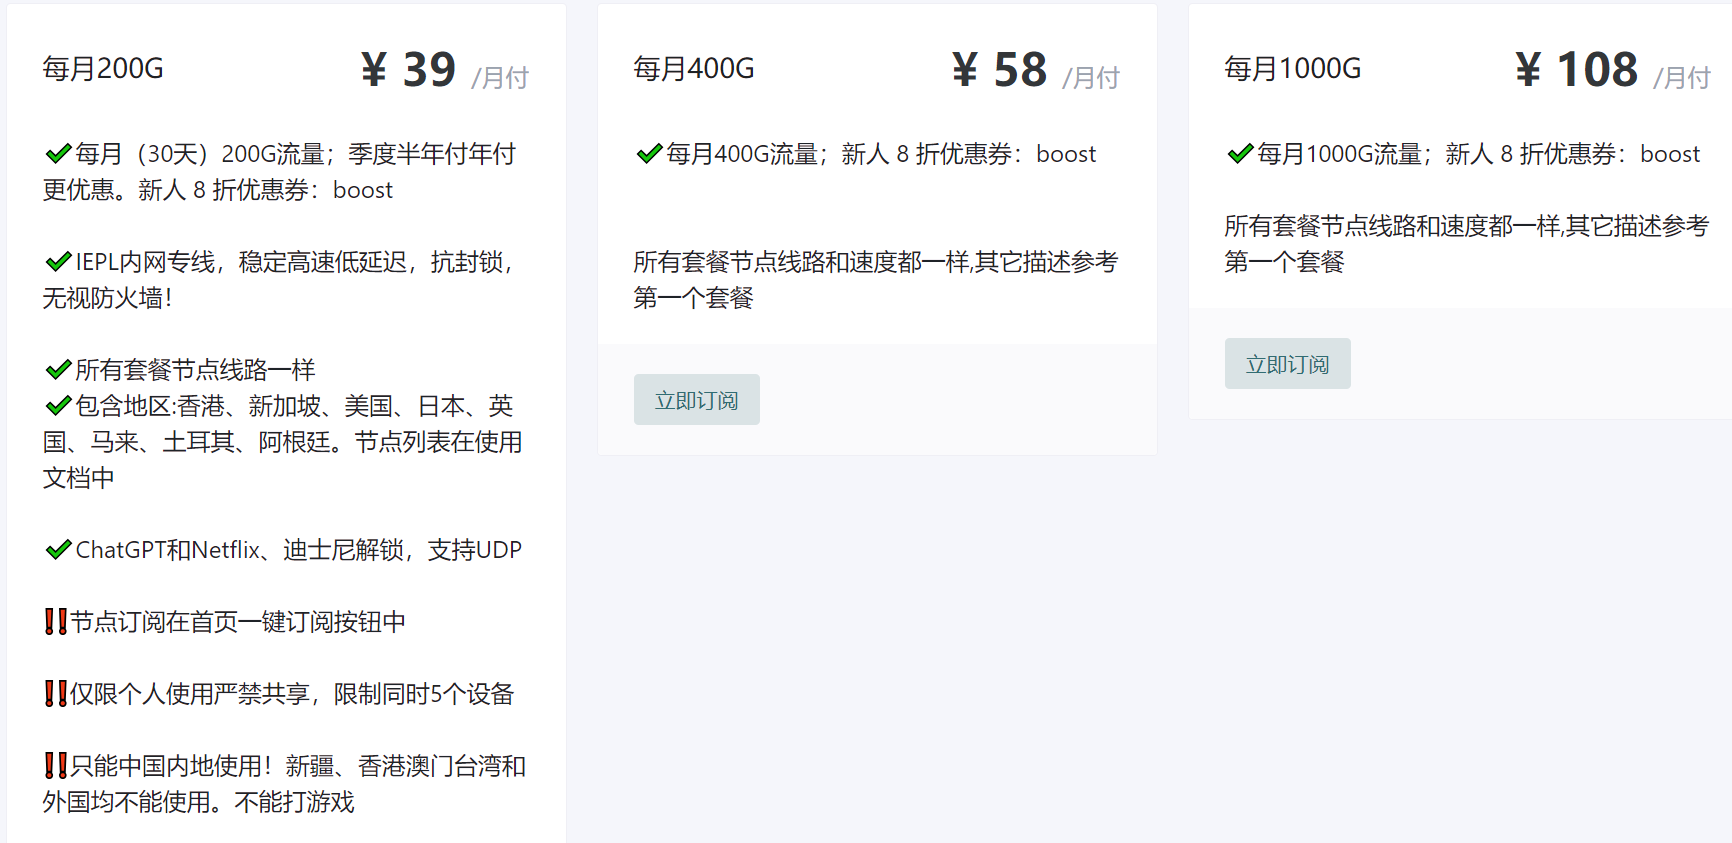 每月200G
¥ 39 /月付
✔每月（30天）200G流量；季度半年付年付
更优惠。新人 8 折优惠券：boost
✔IEPL内网专线，稳定高速低延迟，抗封锁，
无视防火墙！
✔所有套餐节点线路一样
✔包含地区:香港、新加坡、美国、日本、英
国、马来、土耳其、阿根廷。节点列表在使用
文档中
✔ChatGPT和Netflix、迪士尼解锁，支持UDP
‼节点订阅在首页一键订阅按钮中
‼仅限个人使用严禁共享，限制同时5个设备
‼只能中国内地使用！新疆、香港澳门台湾和
外国均不能使用。不能打游戏
每月400G
¥ 58 /月付
✔每月400G流量；新人 8 折优惠券：boost
所有套餐节点线路和速度都一样,其它描述参考
第一个套餐
立即订阅
每月1000G
¥ 108 /月付
✔每月1000G流量；新人 8 折优惠券：boost
所有套餐节点线路和速度都一样,其它描述参考
第一个套餐
立即订阅